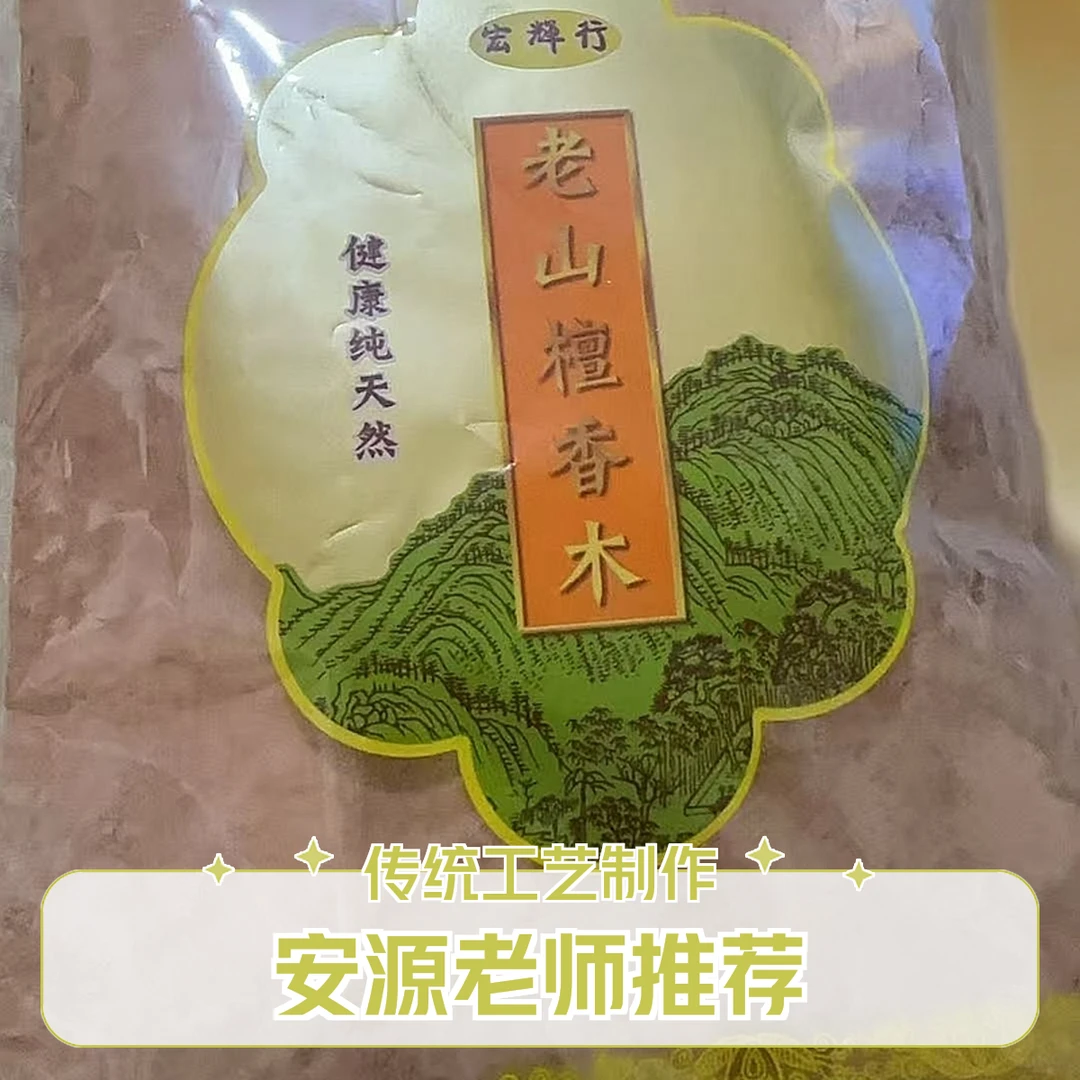 宏輝行
老山檀香木
健康纯天然
传统工艺制作
安源老师推荐